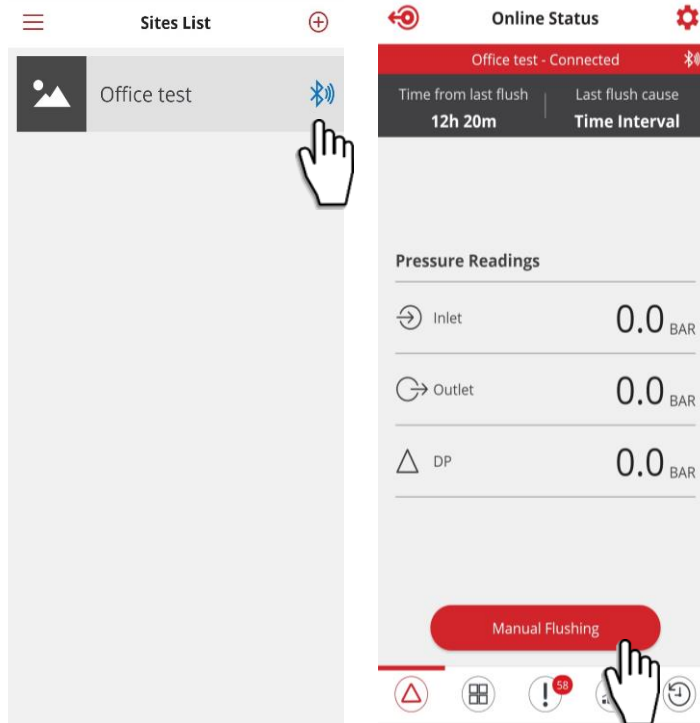 Sites List
Office test
Online Status
Office test - Connected
Time from last flush
12h 20m
Last flush cause
Time Interval
Pressure Readings
Inlet
0.0 BAR
Outlet
0.0 BAR
DP
0.0 BAR
Manual Flushing
58